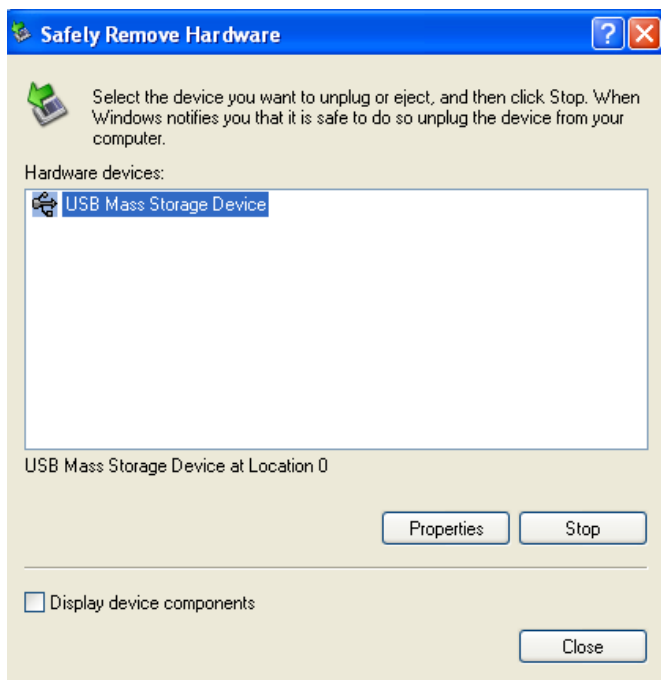 Safely Remove Hardware
Select the device you want to unplug or eject, and then click Stop. When
Windows notifies you that it is safe to do so unplug the device from your
computer.
Hardware devices:
USB Mass Storage Device
USB Mass Storage Device at Location 0
Properties
Stop
Display device components
Close